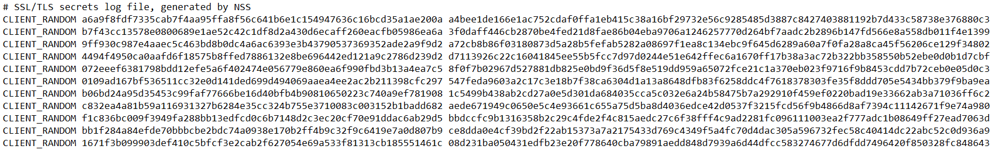 # SSL/TLS secrets log file, generated by NSS
CLIENT_RANDOM a6a9f8fdf7335cab7f4aa95ffa8f56c641b6e1c154947636c16bcd35a1ae200a a4bee1de166e1ac752cdaf0ffa1eb415c38a16bf29732e56c9285485d3887c8427403881192b7d433c58738e376880c3
CLIENT_RANDOM b7f43cc13578e0800689e1ae52c42c1df8d2a430d6ecaff260eacfb05986ea6a 3f0daff446cb2870be4fed21d8fae86b04eba9706a1246257770d264bf7aadc2b2896b147fd566e8a558db011f4e1399
CLIENT_RANDOM 9ff930c987e4aaec5c463bd8b0dc4a6ac6393e3b43790537369352ade2a9f9d2 a72cb8b86f03180873d5a28b5fefab5282a08697f1ea8c134ebc9f645d6289a60a7f0fa28a8ca45f56206ce129f34802
CLIENT_RANDOM 4494f4950ca0aafd6f18575b8ffed7886132e8be696442ed121a9c2786d239d2 d7113926c22c16041845ee55b5fcc7d97d0244e51e642ffec6a1670ff17b38a3ac72b322bb358550b52ebe0d0b1d7cbf
CLIENT_RANDOM 072eeef6381798bdd12efe5a6f402474e056779e860ea6f990fbd3b13a4ea7c5 8f0f7b02967d527881db825e0bd9f36d5f8e519dd959a65072fce21c1a370eb023f9716f9b8453cdd7b72ceb0e05d0c3
CLIENT_RANDOM 0109ad167bf536511cc32e0d141ded699d494069aaea4ee2ac2b211398cfc297 547feda9603a2c17c3e18b7f38ca6304d1a13a8648dfb83f6258ddc4f7618378303fe35f8ddd705e5434bb379f9ba9ea
CLIENT_RANDOM b06bd24a95d35453c99faf77666be16d40bfb4b90810650223c740a9ef781908 1c5499b438ab2cd27a0e5d301da684035cca5c032e6a24b58475b7a292910f459ef0220bad19e33662ab3a71036ff6c2
CLIENT_RANDOM c832ea4a81b59a116931327b6284e35cc324b755e3710083c003152b1badd682 aede671949c0650e5c4e93661c655a75d5ba8d4036edce42d0537f3215fcd56f9b4866d8af7394c11142671f9e74a980
CLIENT_RANDOM f1c836bc009f3949fa288bb13edfcd0c6b7148d2c3ec20cf70e91ddac6ab29d5 bbdccfc9b1316358b2c29c4fde2f4c815aedc27c6f38fff4c9ad2281fc096111003ea2f777adc1b08649ff27ead7063d
CLIENT_RANDOM bb1f284a84efde70bbbcbe2bdc74a0938e170b2ff4b9c32f9c6419e7a0d807b9 ce8dda0e4cf39bd2f22ab15373a7a2175433d769c4349f5a4fc70d4dac305a596732fec58c40414dc22abc52c0d936a9
CLIENT_RANDOM 1671f3b099903def410c5bfcf3e2cab2f627054e69a533f81313cb185551461c 08d231ba050431edfb23e20f778640cba79891aedd848d7939a6d44dfcc583274677d6dfdd7496420f850328fc848643